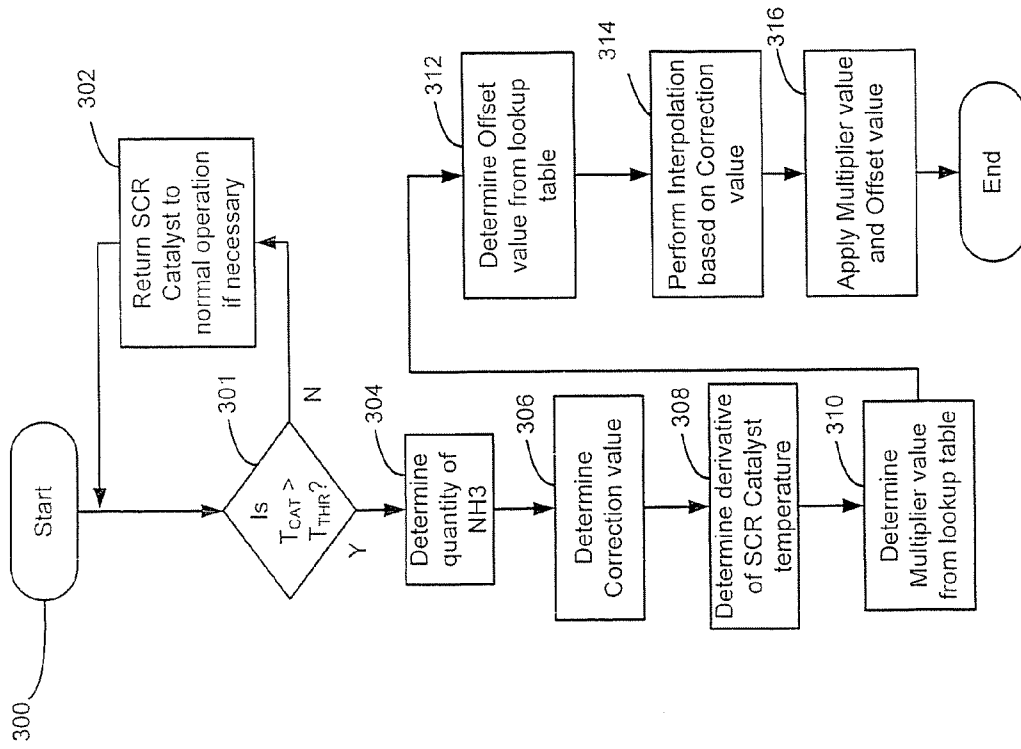 300
Start
302
Return SCR
Catalyst to
normal operation
if necessary
301
Is
T_CAT >
T_THR?
N
Y
304
Determine
quantity of
NH3
306
Determine
Correction value
308
Determine derivative
of SCR Catalyst
temperature
310
Determine
Multiplier value
from lookup table
312
Determine Offset
value from lookup
table
314
Perform Interpolation
based on Correction
value
316
Apply Multiplier value
and Offset value
End